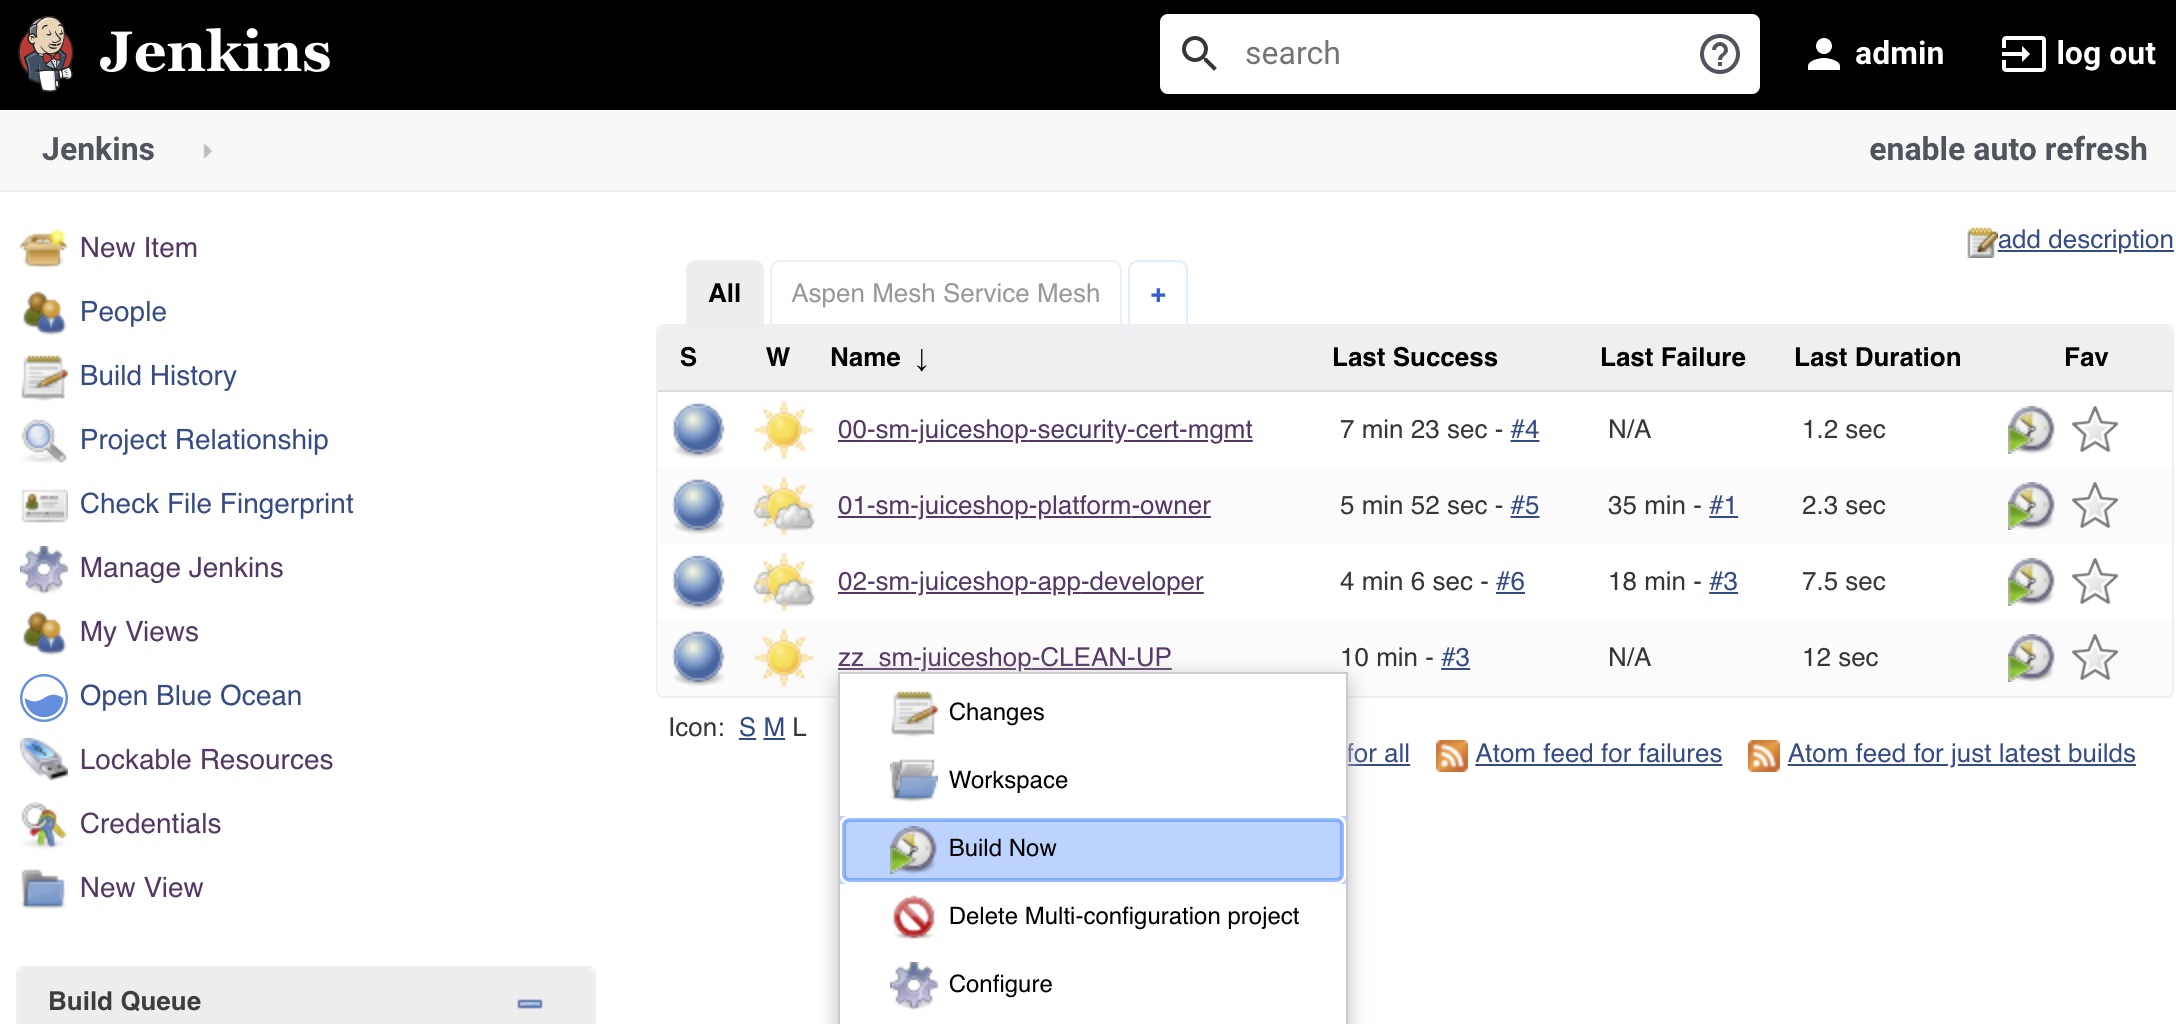 Jenkins
search
admin
log out
Jenkins
enable auto refresh
New Item
People
Build History
Project Relationship
Check File Fingerprint
Manage Jenkins
My Views
Open Blue Ocean
Lockable Resources
Credentials
New View
Build Queue
add description
All Aspen Mesh Service Mesh +
S W Name ↓ Last Success Last Failure Last Duration Fav
00-sm-juiceshop-security-cert-mgmt 7 min 23 sec - #4 N/A 1.2 sec
01-sm-juiceshop-platform-owner 5 min 52 sec - #5 35 min - #1 2.3 sec
02-sm-juiceshop-app-developer 4 min 6 sec - #6 18 min - #3 7.5 sec
zz_sm-juiceshop-CLEAN-UP 10 min - #3 N/A 12 sec
Icon: S M L
for all Atom feed for failures Atom feed for just latest builds
Changes
Workspace
Build Now
Delete Multi-configuration project
Configure